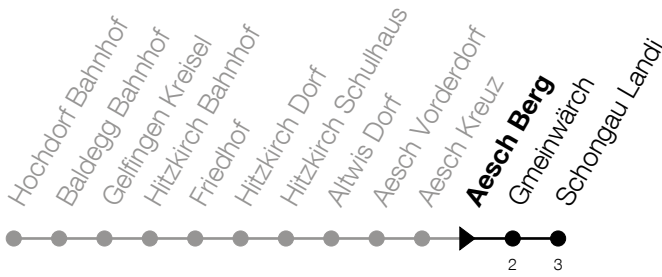 Hochdorf Bahnhof
Baldegg Bahnhof
Gelfingen Kreisel
Hitzkirch Bahnhof
Friedhof
Hitzkirch Dorf
Hitzkirch Schulhaus
Altwis Dorf
Aesch Vorderdorf
Aesch Kreuz
Aesch Berg
Gmeinwärch
Schongau Landi
2
3